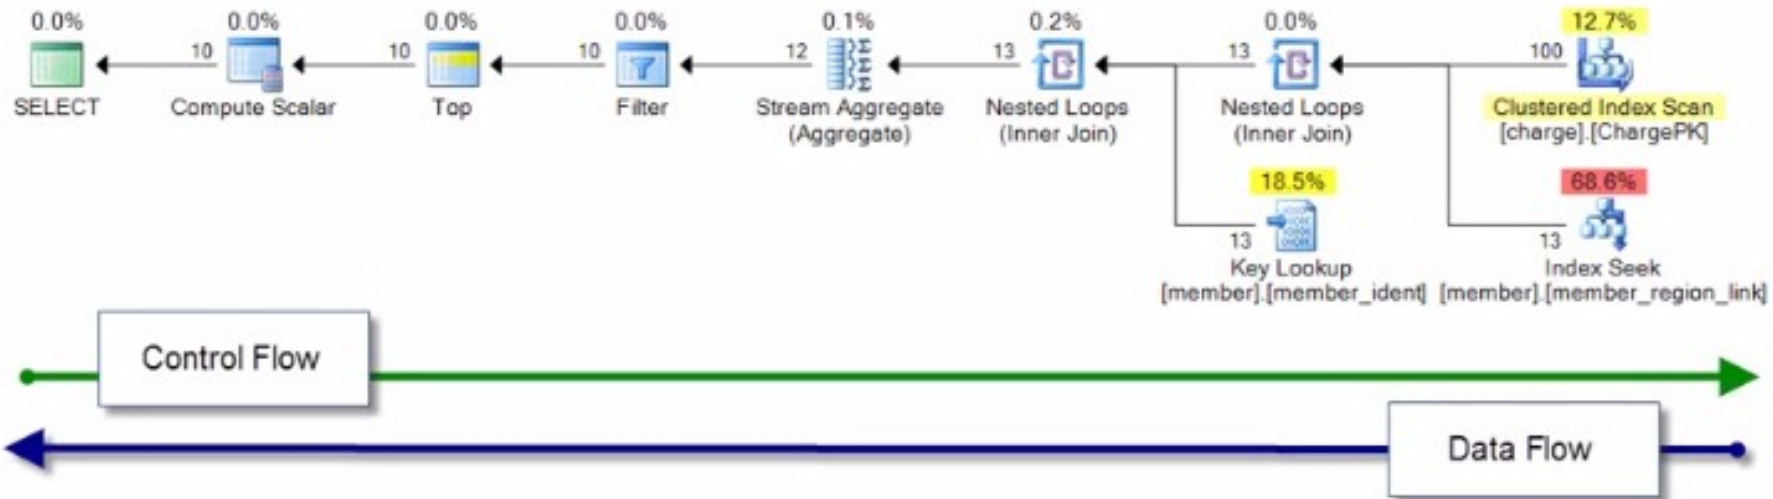 0.0% 0.0% 0.0% 0.0% 0.1% 0.2% 0.0% 12.7%
10 10 10 12 13 13 100
SELECT Compute Scalar Top Filter Stream Aggregate Nested Loops Nested Loops Clustered Index Scan
(Aggregate) (Inner Join) (Inner Join) [charge].[ChargePK]
18.5% 68.6%
13 13
Key Lookup Index Seek
[member].[member_ident] [member].[member_region_link]
Control Flow
Data Flow